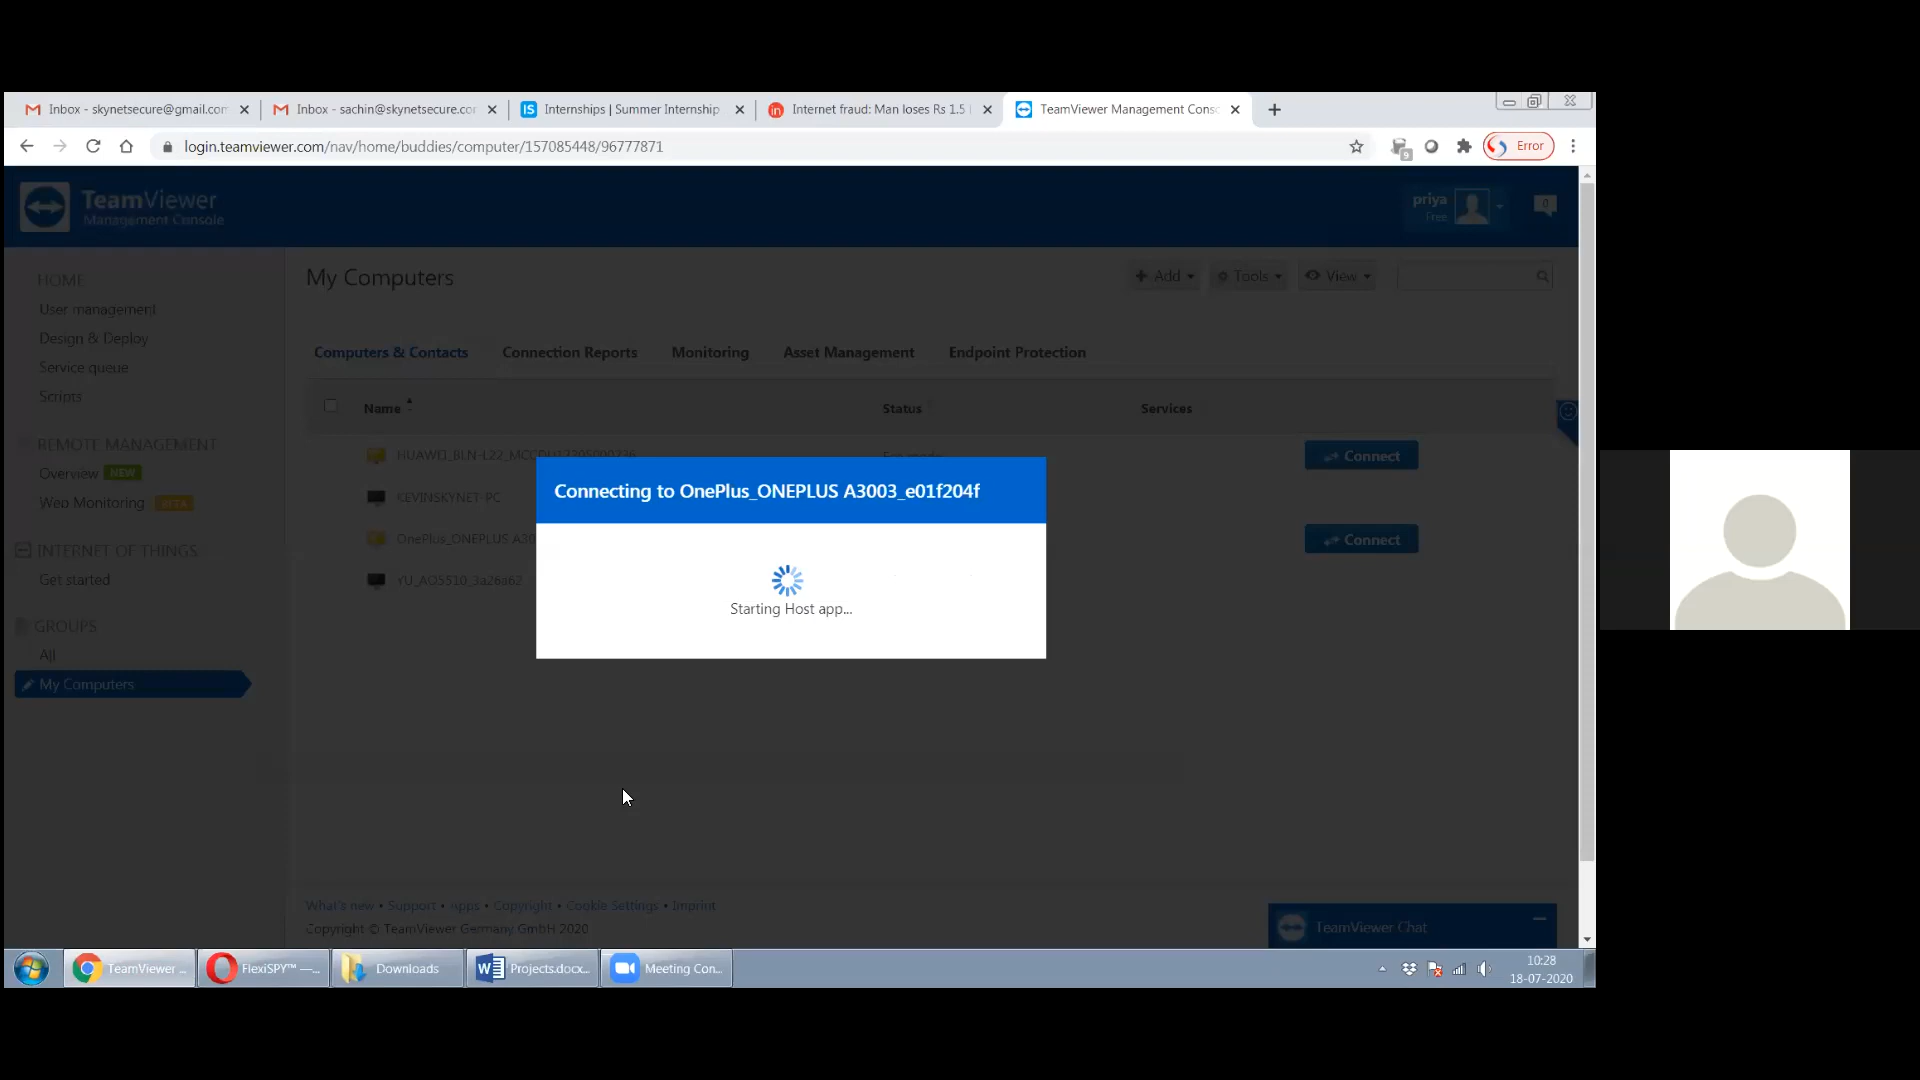 Inbox - skynetsecure@gmail.com
Inbox - sachin@skynetsecure.co
Internships | Summer Internship
Internet fraud: Man loses Rs 1.5
TeamViewer Management Cons
login.teamviewer.com/nav/home/buddies/computer/157085448/96777871
9
Error
TeamViewer
Management Console
priya
Free
0
HOME
User management
Design & Deploy
Service queue
Scripts
REMOTE MANAGEMENT
Overview NEW
Web Monitoring BETA
INTERNET OF THINGS
Get started
GROUPS
All
My Computers
My Computers
Add
Tools
View
Computers & Contacts
Connection Reports
Monitoring
Asset Management
Endpoint Protection
Name
Status
Services
Connect
KEVINSKYNET-PC
OnePlus_ONEPLUS A30
Connect
YU_AO5510_3a26a62
Connecting to OnePlus_ONEPLUS A3003_e01f204f
Starting Host app...
What's new • Support • Apps • Copyright • Cookie Settings • Imprint
Copyright © TeamViewer Germany GmbH 2020
TeamViewer Chat
TeamViewer ...
FlexiSPY™ —...
Downloads
Projects.docx...
Meeting Con...
10:28
18-07-2020